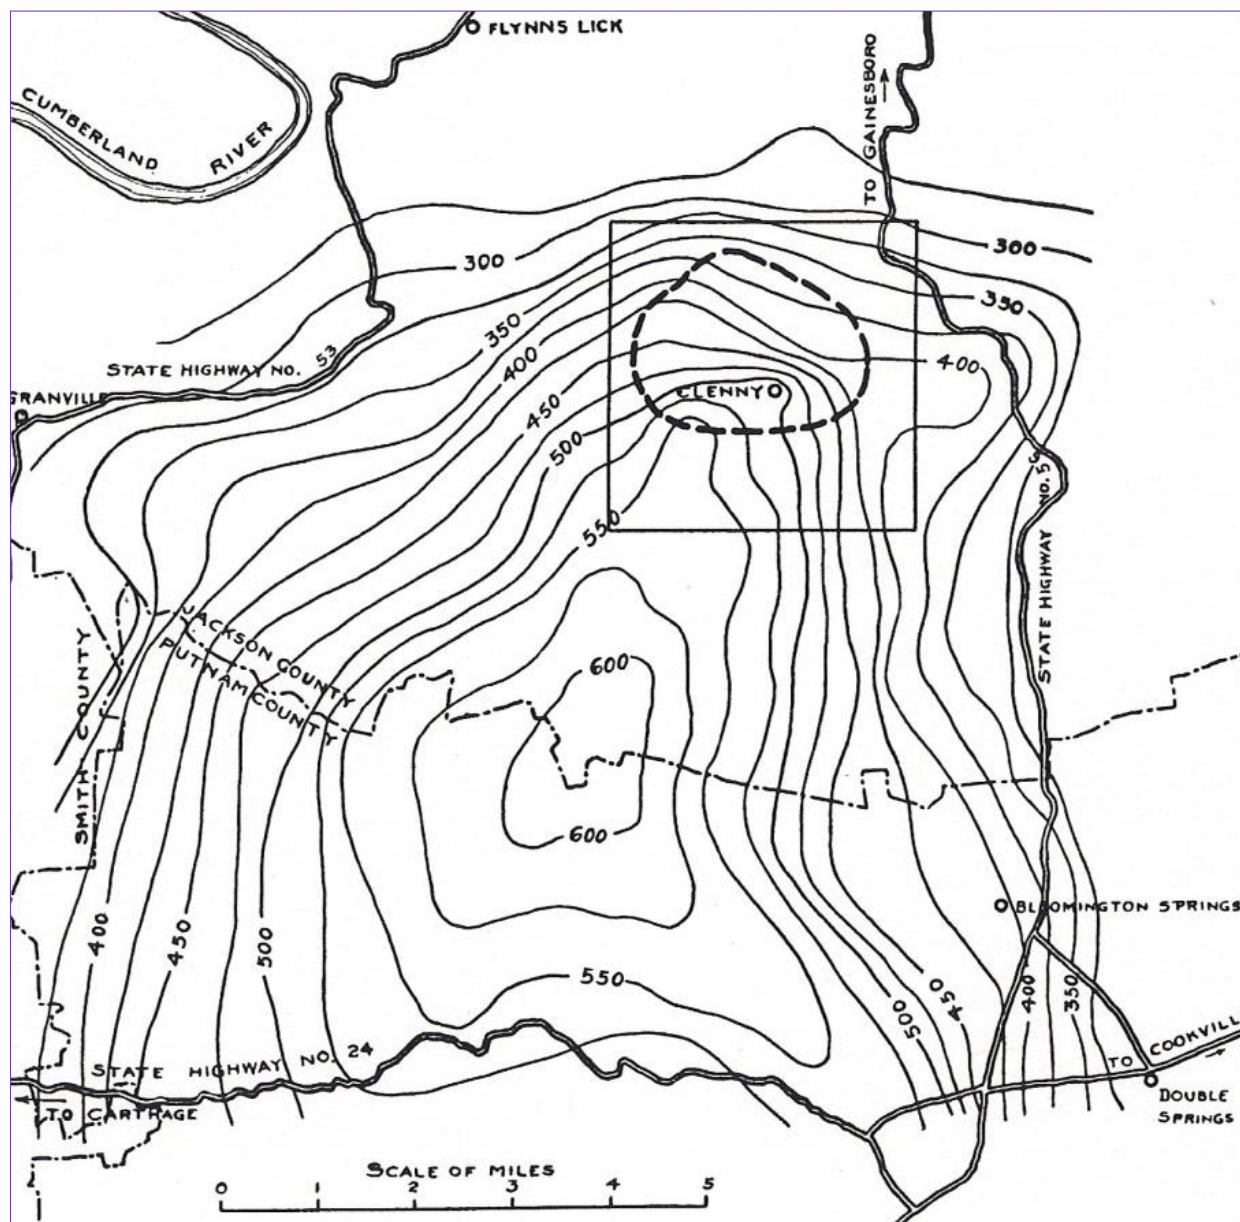 FLYNNS LICK
CUMBERLAND
RIVER
TO GAINESBORO
300
300
350
350
STATE HIGHWAY NO. 53
400
400
GRANVILLE
CLENNY
450
500
550
STATE HIGHWAY NO. 56
JACKSON COUNTY
PUTNAM COUNTY
SMITH COUNTY
600
600
BLOOMINGTON SPRINGS
400
450
500
550
500
450
400
350
STATE HIGHWAY NO. 24
TO COOKVILL
TO CARTHAGE
DOUBLE
SPRINGS
SCALE OF MILES
0 1 2 3 4 5